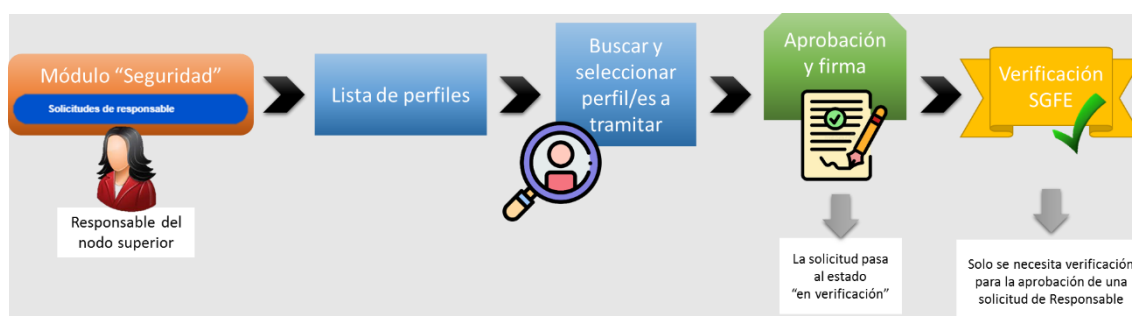 Módulo “Seguridad”
Solicitudes de responsable
Responsable del
nodo superior
Lista de perfiles
Buscar y
seleccionar
perfil/es a
tramitar
Aprobación
y firma
La solicitud pasa
al estado
“en verificación”
Verificación
SGFE
Solo se necesita verificación
para la aprobación de una
solicitud de Responsable